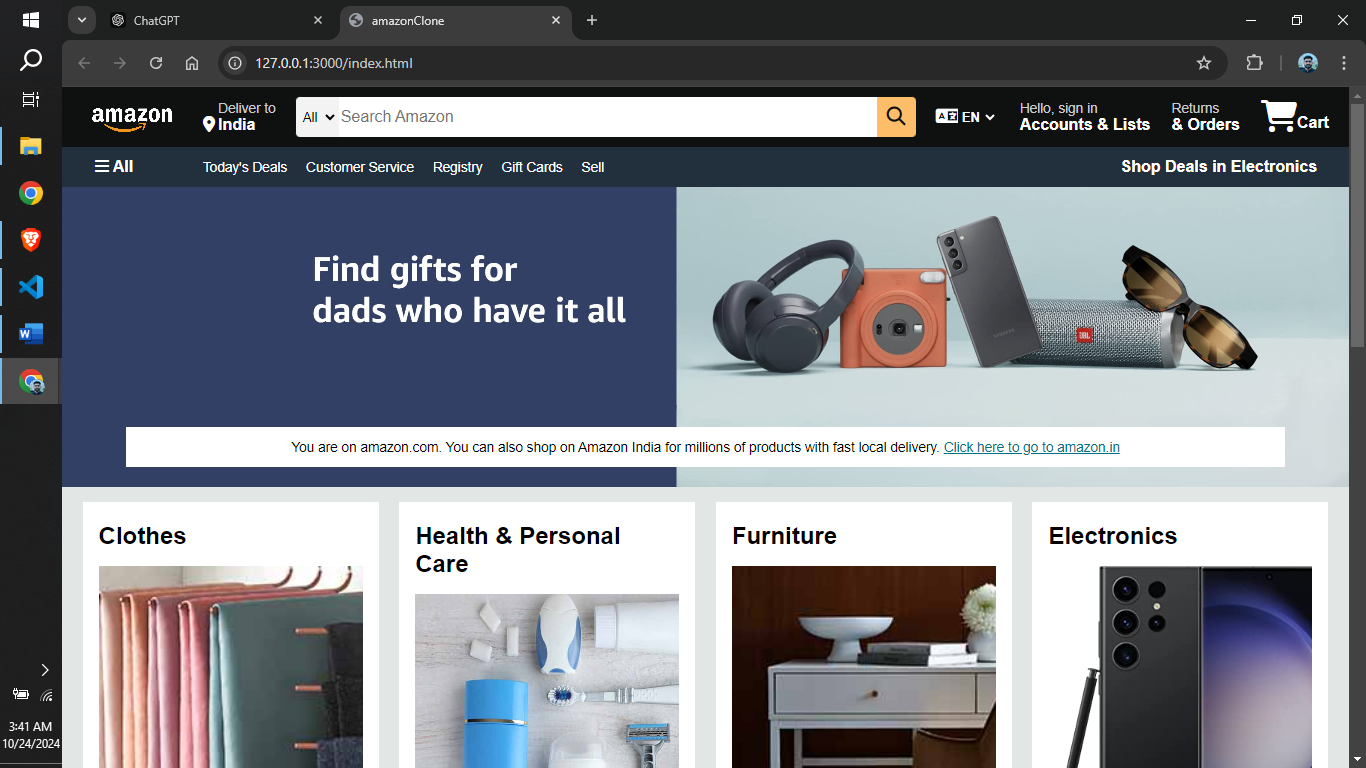 ChatGPT
amazonClone
127.0.0.1:3000/index.html
amazon
Deliver to
India
All
Search Amazon
EN
Hello, sign in
Accounts & Lists
Returns
& Orders
Cart
All
Today's Deals
Customer Service
Registry
Gift Cards
Sell
Shop Deals in Electronics
Find gifts for
dads who have it all
JBL
SAMSUNG
You are on amazon.com. You can also shop on Amazon India for millions of products with fast local delivery. Click here to go to amazon.in
Clothes
Health & Personal
Care
Furniture
Electronics
3:41 AM
10/24/2024